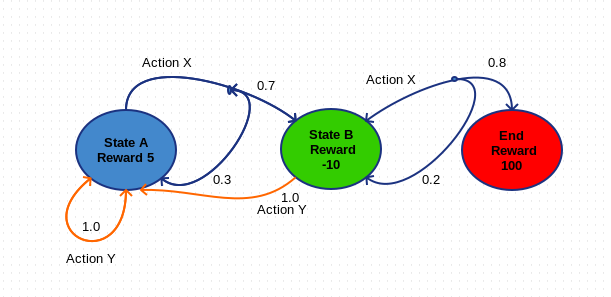 Action X
0.8
Action X
0.7
State A
Reward 5
State B
Reward
-10
End
Reward
100
0.3
0.2
1.0
Action Y
1.0
Action Y